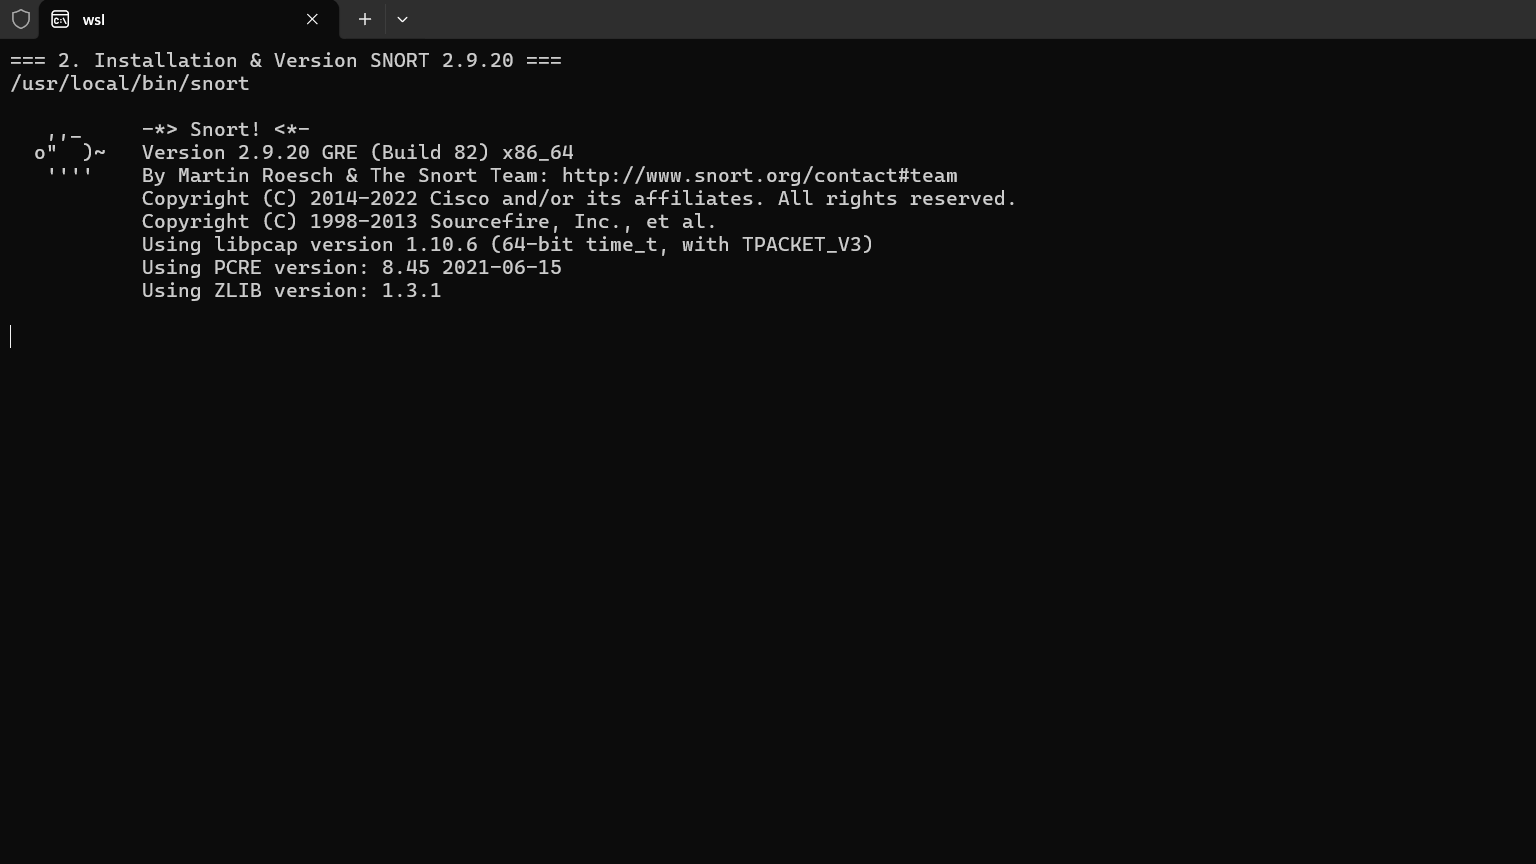 wsl
=== 2. Installation & Version SNORT 2.9.20 ===
/usr/local/bin/snort

   ,,_     -*> Snort! <*-
  o"  )~   Version 2.9.20 GRE (Build 82) x86_64
   ''''    By Martin Roesch & The Snort Team: http://www.snort.org/contact#team
           Copyright (C) 2014-2022 Cisco and/or its affiliates. All rights reserved.
           Copyright (C) 1998-2013 Sourcefire, Inc., et al.
           Using libpcap version 1.10.6 (64-bit time_t, with TPACKET_V3)
           Using PCRE version: 8.45 2021-06-15
           Using ZLIB version: 1.3.1